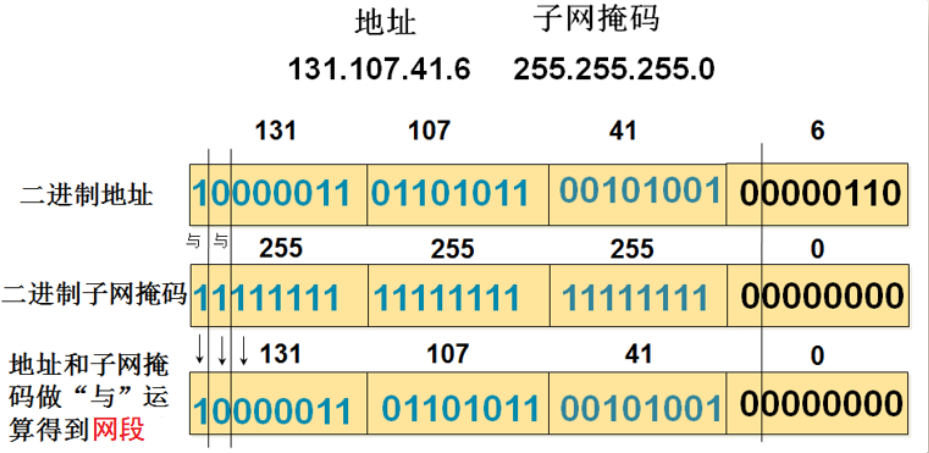 地址 子网掩码
131.107.41.6 255.255.255.0
131 107 41 6
二进制地址 10000011 01101011 00101001 00000110
与 与 255 255 255 0
二进制子网掩码 11111111 11111111 11111111 00000000
131 107 41 0
地址和子网掩
码做“与”运
算得到网段
10000011 01101011 00101001 00000000